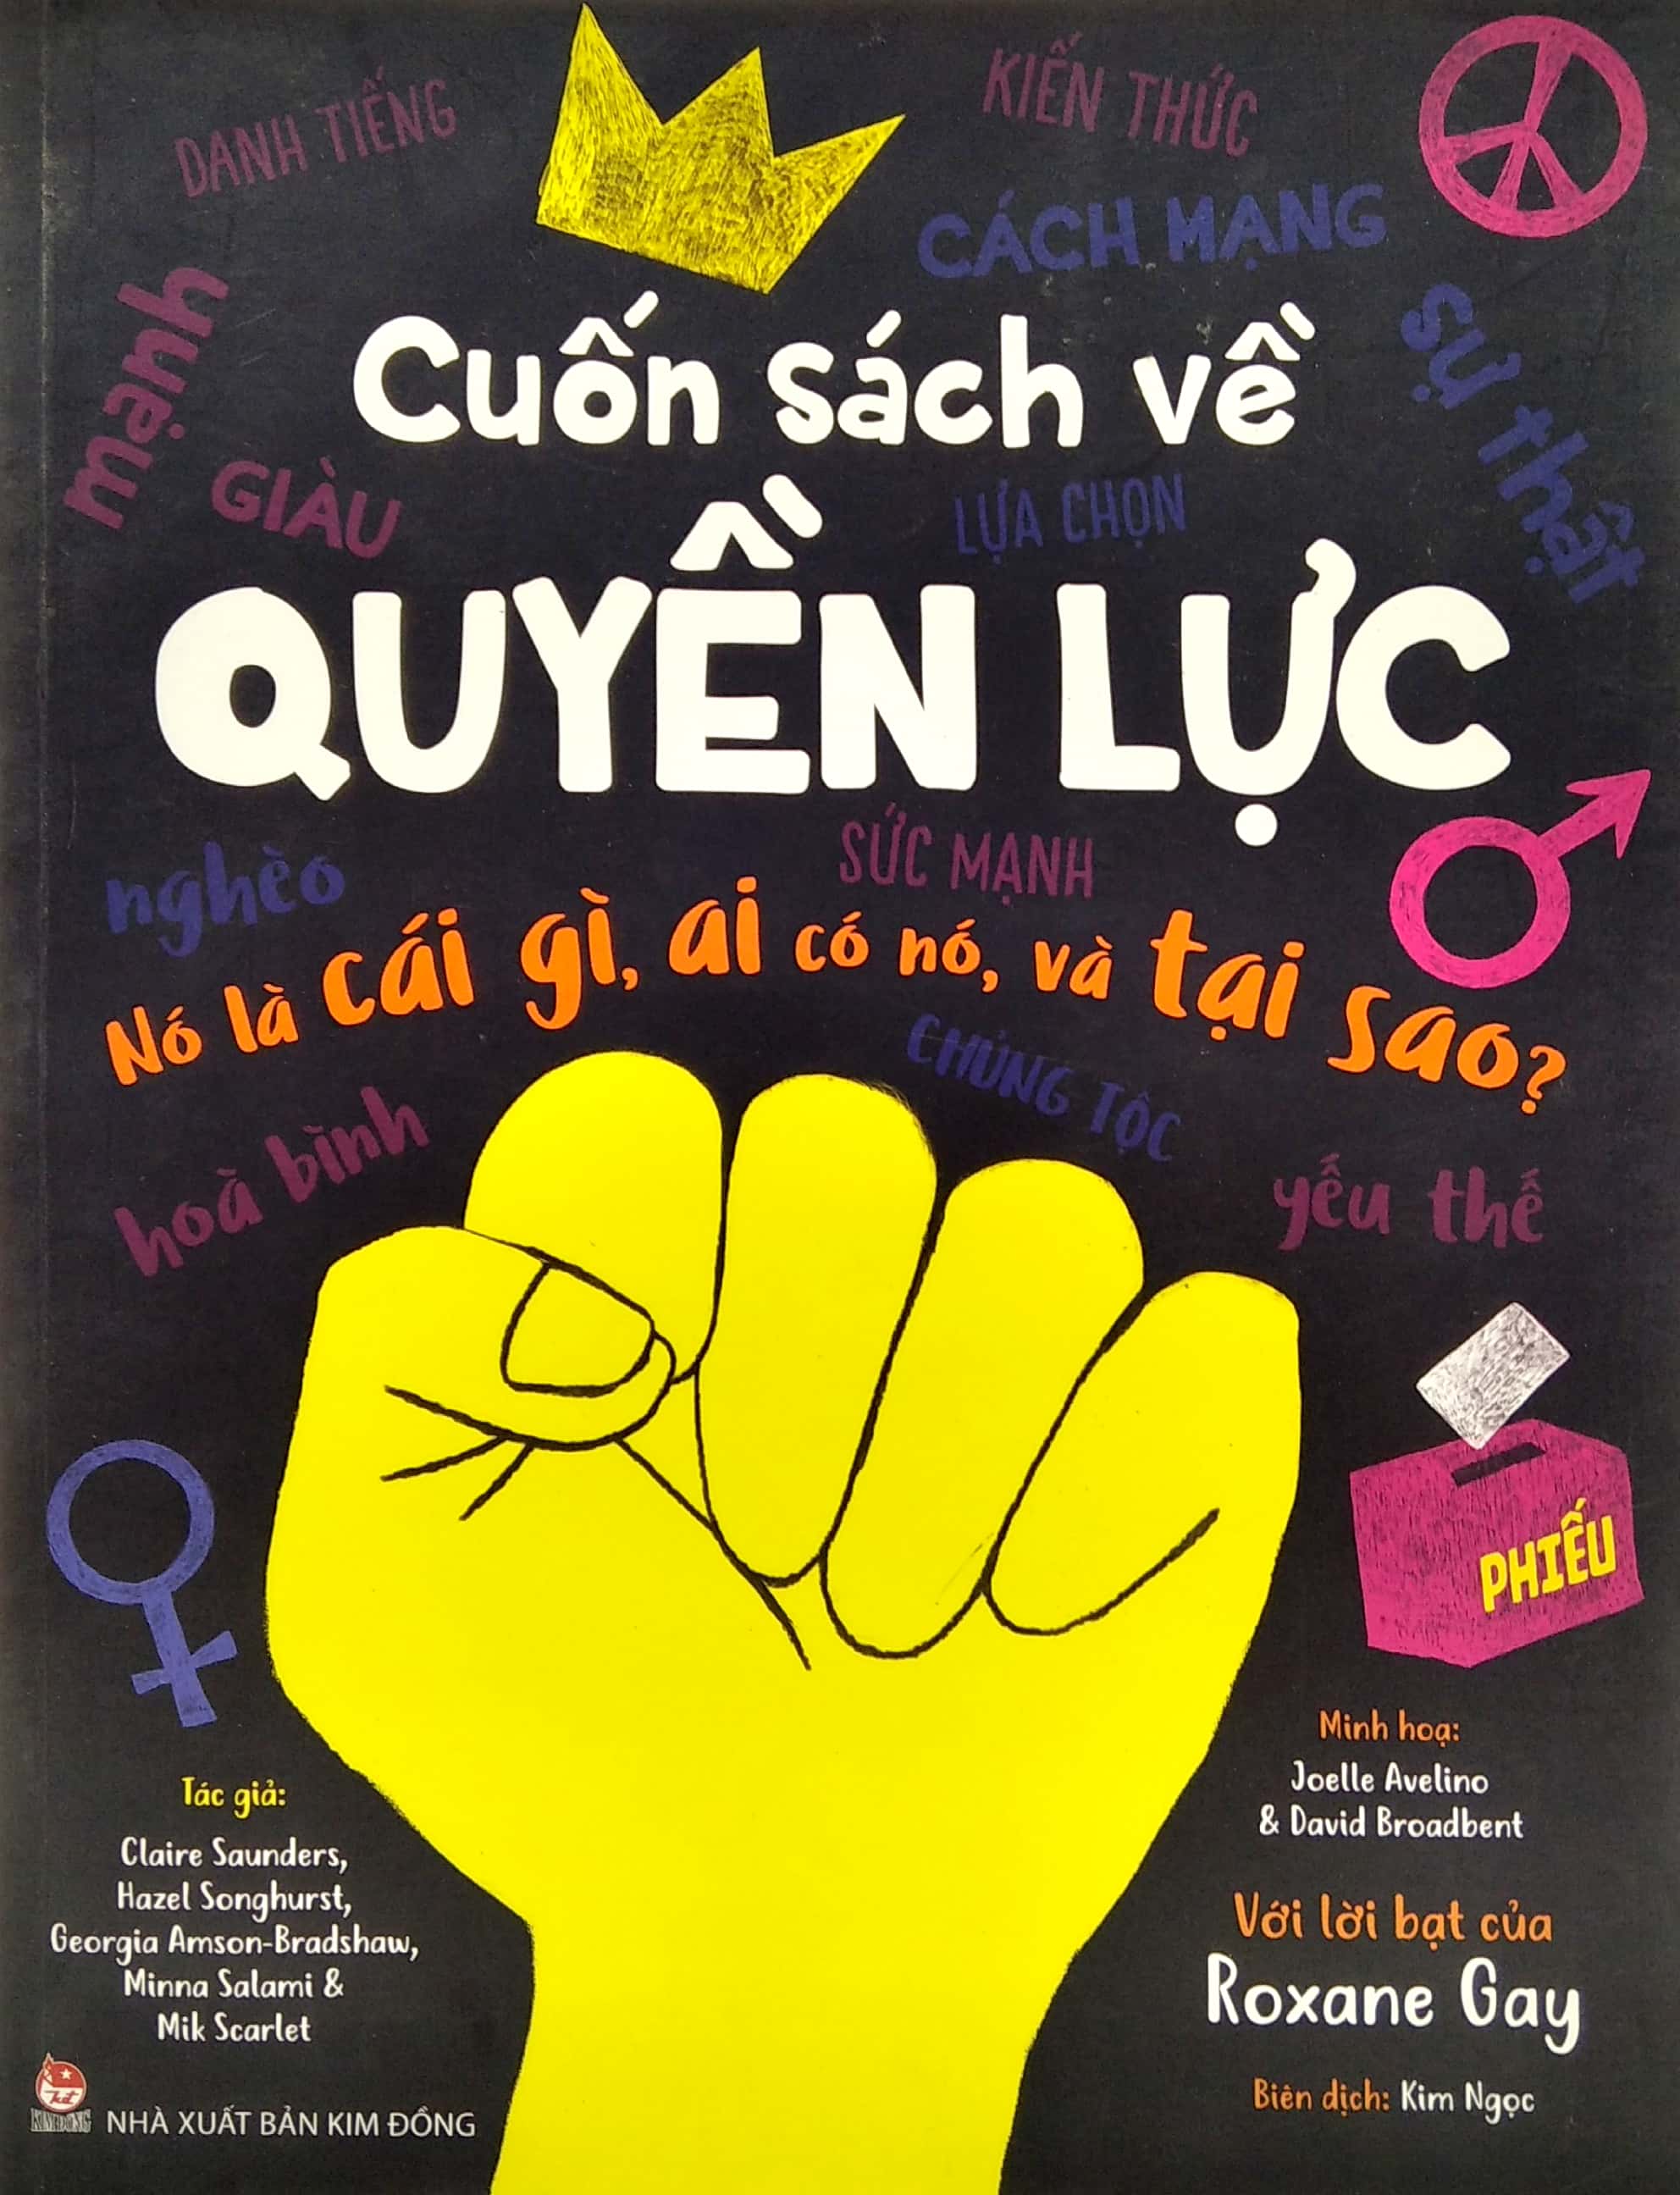 DANH TIẾNG
KIẾN THỨC
CÁCH MẠNG
mạnh
sự thật
Cuốn sách về
GIÀU
LỰA CHỌN
QUYỀN LỰC
SỨC MẠNH
nghèo
Nó là cái gì, ai có nó, và tại sao?
CHỦNG TỘC
hoà bình
yếu thế
PHIẾU
Tác giả:
Claire Saunders,
Hazel Songhurst,
Georgia Amson-Bradshaw,
Minna Salami &
Mik Scarlet
Minh hoạ:
Joelle Avelino
& David Broadbent
Với lời bạt của
Roxane Gay
Biên dịch: Kim Ngọc
KIM ĐỒNG
NHÀ XUẤT BẢN KIM ĐỒNG